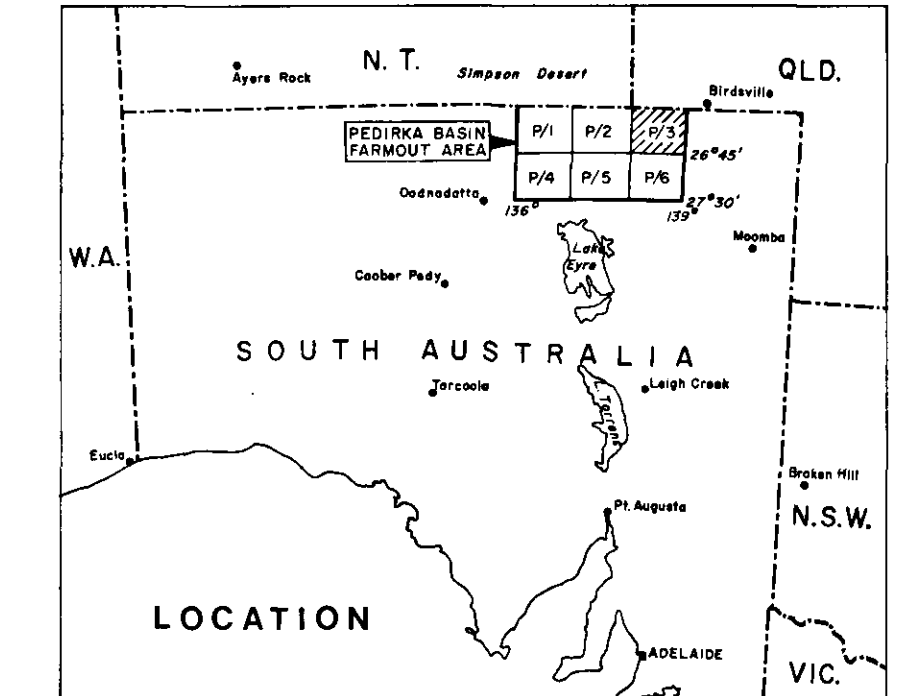 N. T.
QLD.
Ayers Rock
Simpson Desert
Birdsville
PEDIRKA BASIN
FARMOUT AREA
P/1 P/2 P/3
26°45'
P/4 P/5 P/6
Oodnadatta
136°
27°30'
139°
W.A.
Lake
Eyre
Moomba
Coober Pedy
SOUTH AUSTRALIA
Tarcoola
L. Torrens
Leigh Creek
Eucla
Broken Hill
Pt. Augusta
N.S.W.
LOCATION
ADELAIDE
VIC.